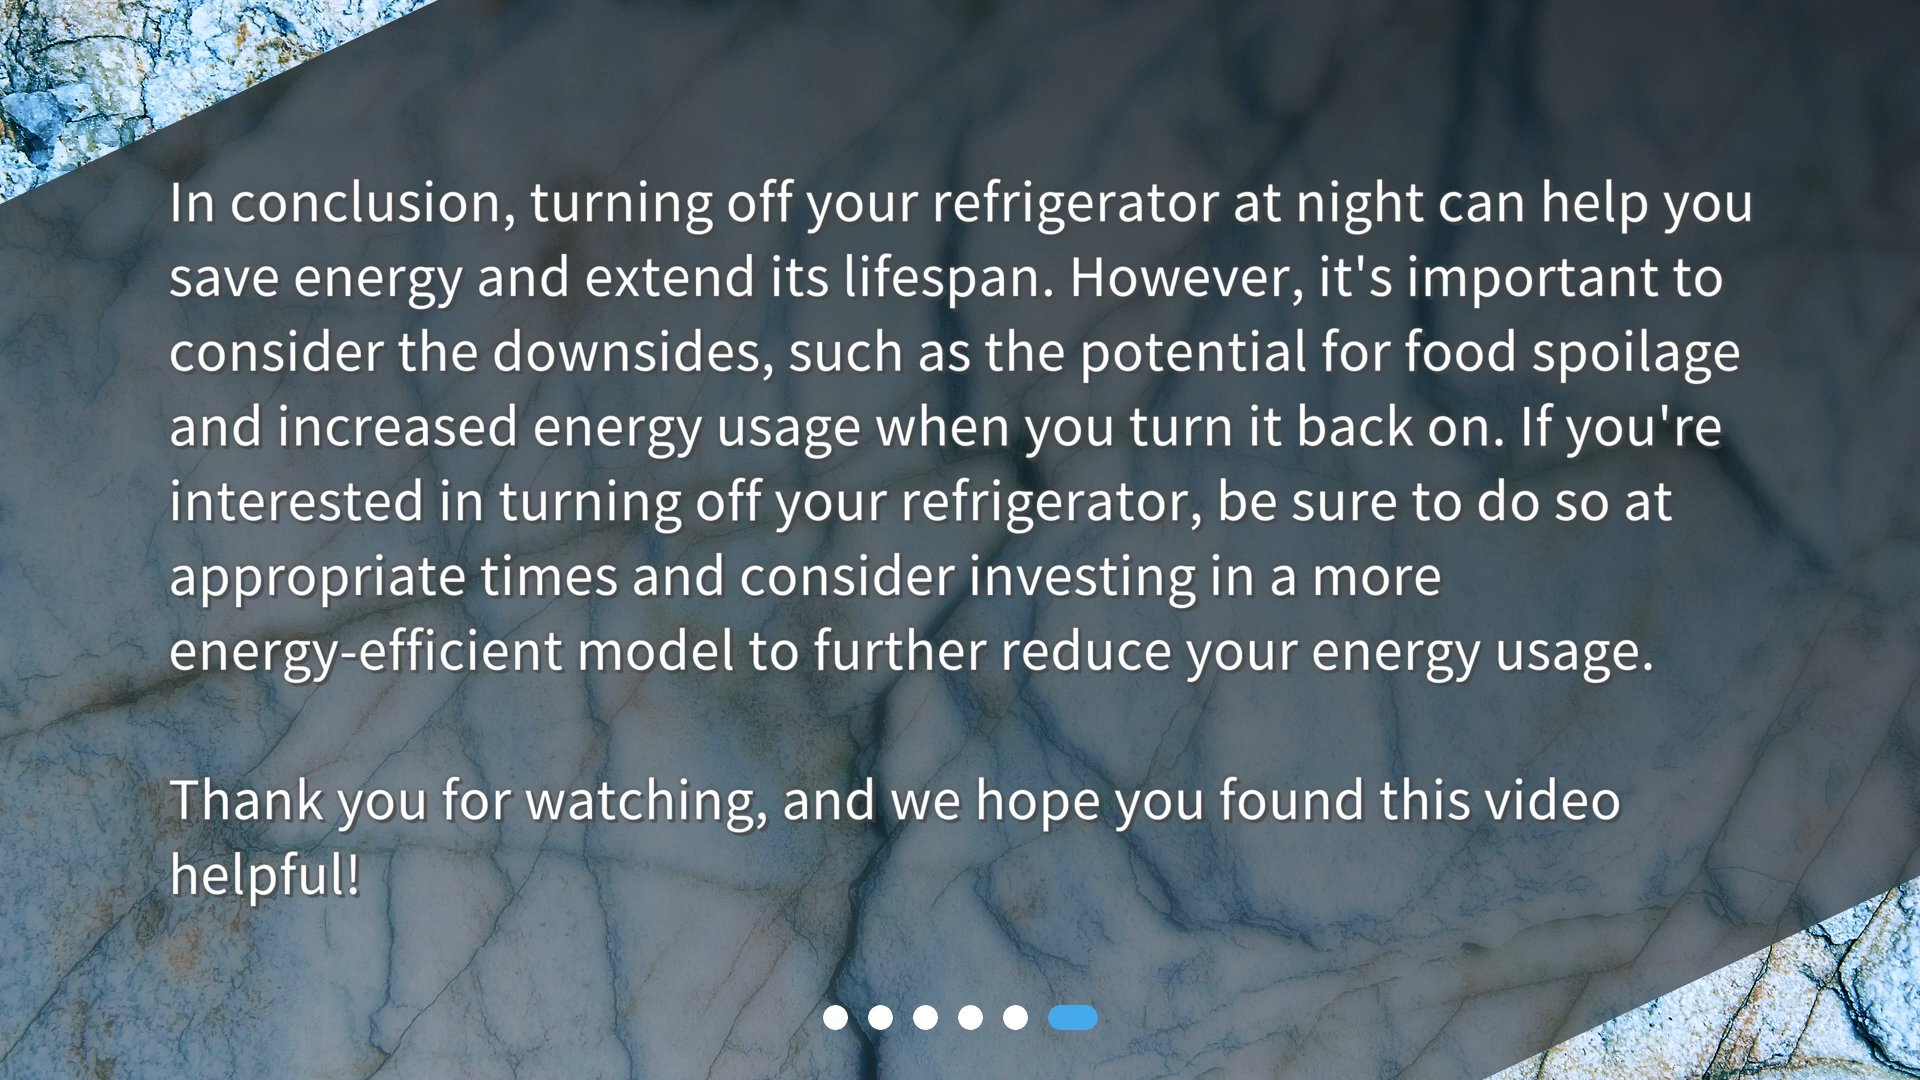 In conclusion, turning off your refrigerator at night can help you
save energy and extend its lifespan. However, it's important to
consider the downsides, such as the potential for food spoilage
and increased energy usage when you turn it back on. If you're
interested in turning off your refrigerator, be sure to do so at
appropriate times and consider investing in a more
energy-efficient model to further reduce your energy usage.
Thank you for watching, and we hope you found this video
helpful!